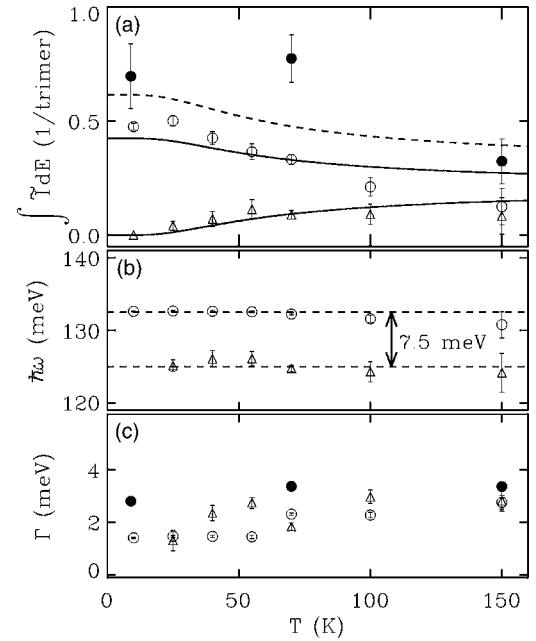 (a)
1.0
0.5
0.0
∫ Ĩ dE (1/trimer)
(b)
140
130
120
ħω (meV)
7.5 meV
(c)
4
2
0
Γ (meV)
0 50 100 150
T (K)